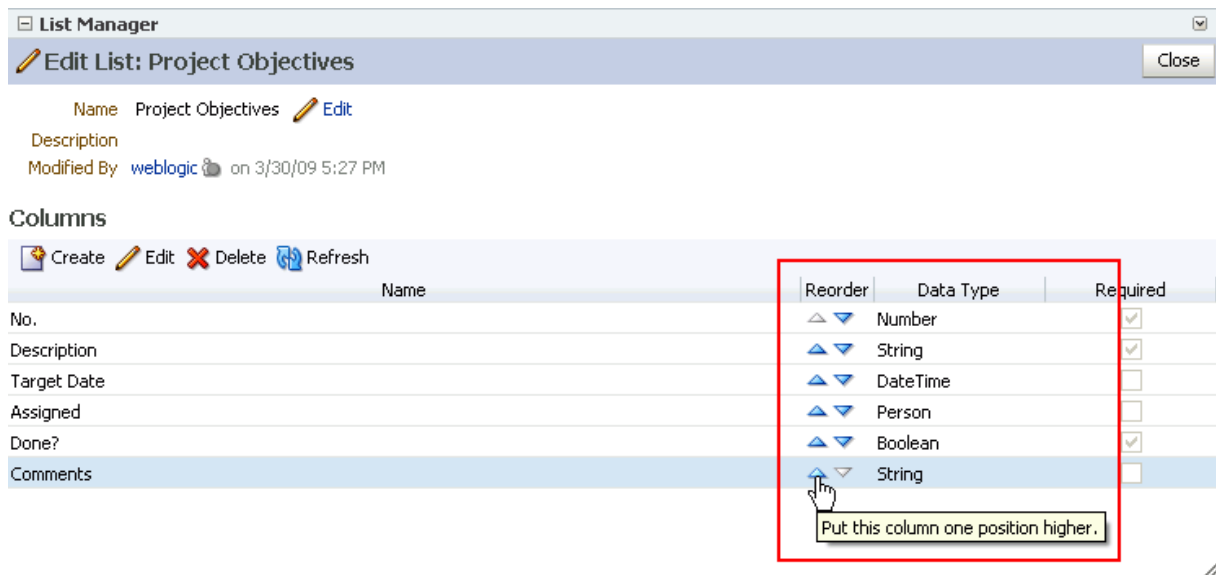 List Manager
Edit List: Project Objectives Close
Name Project Objectives Edit
Description
Modified By weblogic on 3/30/09 5:27 PM
Columns
Create Edit Delete Refresh
Name Reorder Data Type Required
No. Number
Description String
Target Date DateTime
Assigned Person
Done? Boolean
Comments String
Put this column one position higher.